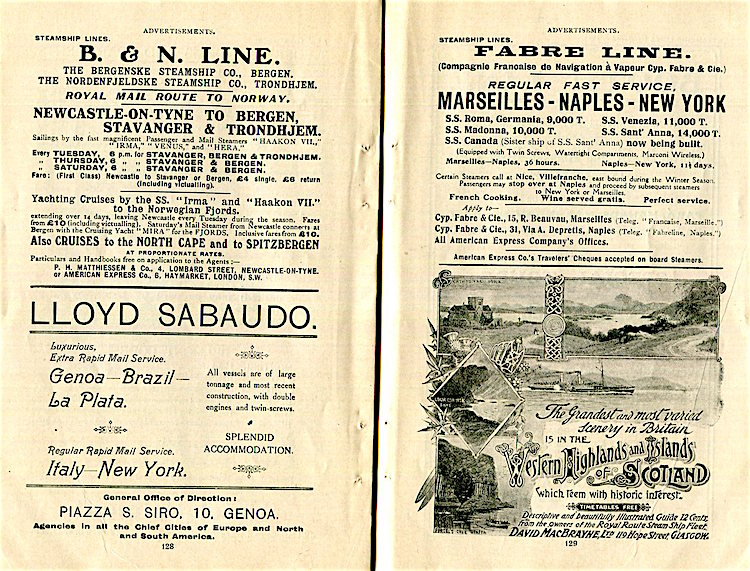 ADVERTISEMENTS.
STEAMSHIP LINES.
B. & N. LINE.
THE BERGENSKE STEAMSHIP CO., BERGEN.
THE NORDENFJELDSKE STEAMSHIP CO., TRONDHJEM.
ROYAL MAIL ROUTE TO NORWAY.
NEWCASTLE-ON-TYNE TO BERGEN,
STAVANGER & TRONDHJEM.
Sailings by the fast magnificent Passenger and Mail Steamers "HAAKON VII.,"
"IRMA," "VENUS," and "HERA."
Every TUESDAY, 6 p.m. for STAVANGER, BERGEN & TRONDHJEM.
" THURSDAY, 6 " " STAVANGER & BERGEN.
" SATURDAY, 6 " " STAVANGER & BERGEN.
Fare: (First Class) Newcastle to Stavanger or Bergen, £4 single, £6 return
(including victualling).
Yachting Cruises by the SS. "Irma" and "Haakon VII."
to the Norwegian Fjords.
extending over 14 days, leaving Newcastle every Tuesday during the season. Fares
from £10 (including victualling). Saturday's Mail Steamer from Newcastle connects at
Bergen with the Cruising Yacht "MIRA" for the FJORDS. Inclusive fares from £10.
Also CRUISES to the NORTH CAPE and to SPITZBERGEN
AT PROPORTIONATE RATES.
Particulars and Handbooks free on application to the Agents:—
P. H. MATTHIESSEN & Co., 4, LOMBARD STREET, NEWCASTLE-ON-TYNE.
or AMERICAN EXPRESS Co., 6, HAYMARKET, LONDON, S.W.
LLOYD SABAUDO.
Luxurious,
Extra Rapid Mail Service.
Genoa—Brazil—
La Plata.
Regular Rapid Mail Service.
Italy—New York.
All vessels are of large
tonnage and most recent
construction, with double
engines and twin-screws.
SPLENDID
ACCOMMODATION.
General Office of Direction:
PIAZZA S. SIRO, 10, GENOA.
Agencies in all the Chief Cities of Europe and North
and South America.
128
ADVERTISEMENTS.
STEAMSHIP LINES.
FABRE LINE.
(Compagnie Francaise de Navigation à Vapeur Cyp. Fabre & Cie.)
REGULAR FAST SERVICE,
MARSEILLES - NAPLES - NEW YORK
S.S. Roma, Germania, 9,000 T. S.S. Venezia, 11,000 T.
S.S. Madonna, 10,000 T. S.S. Sant' Anna, 14,000 T.
S.S. Canada (Sister ship of S.S. Sant' Anna) now being built.
(Equipped with Twin Screws, Watertight Compartments, Marconi Wireless.)
Marseilles—Naples, 36 hours. Naples—New York, 11½ days.
Certain Steamers call at Nice, Villefranche, east bound during the Winter Season.
Passengers may stop over at Naples and proceed by subsequent steamers
to New York or Marseilles.
French Cooking. Wine served gratis. Perfect service.
Apply to—
Cyp. Fabre & Cie., 15, R. Beauvau, Marseilles (Teleg. "Francaise, Marseille.")
Cyp. Fabre & Cie., 31, Via A. Depretis, Naples (Teleg. "Fabreline, Naples.")
All American Express Company's Offices.
American Express Co.'s Travelers' Cheques accepted on board Steamers.
The Grandest and most varied
scenery in Britain
IS IN THE
Western Highlands and Islands
OF SCOTLAND
Which teem with historic interest.
TIMETABLES FREE
Descriptive and beautifully Illustrated Guide 12 Cents,
from the owners of the Royal Route Steam Ship Fleet,
DAVID MACBRAYNE, LTD 119 Hope Street, GLASGOW.
129